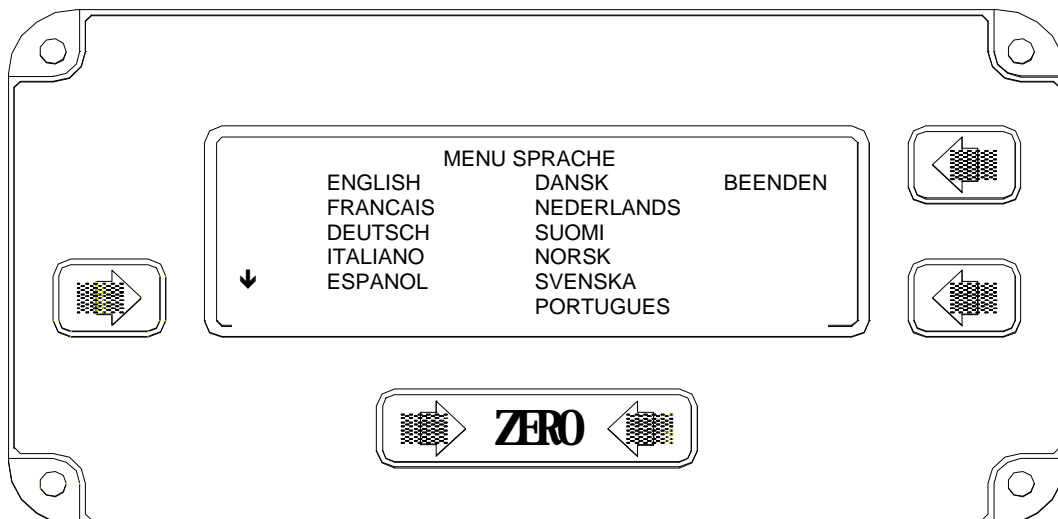 MENU SPRACHE
ENGLISH DANSK BEENDEN
FRANCAIS NEDERLANDS
DEUTSCH SUOMI
ITALIANO NORSK
ESPANOL SVENSKA
PORTUGUES
ZERO